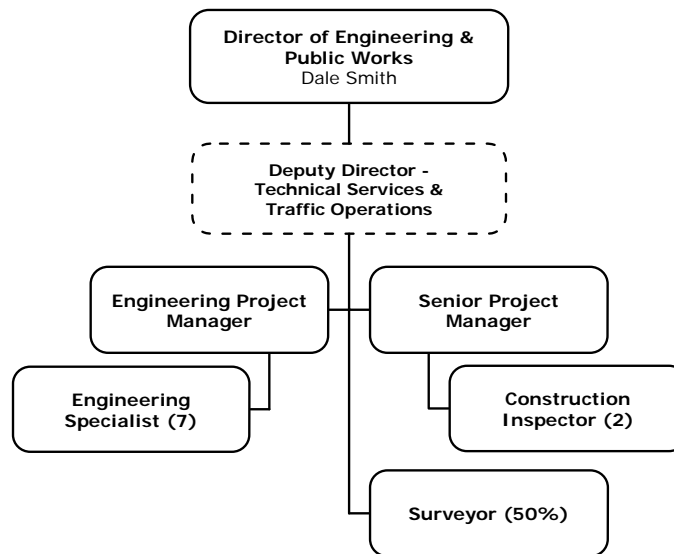 Director of Engineering &
Public Works
Dale Smith
Deputy Director -
Technical Services &
Traffic Operations
Engineering Project
Manager
Senior Project
Manager
Engineering
Specialist (7)
Construction
Inspector (2)
Surveyor (50%)